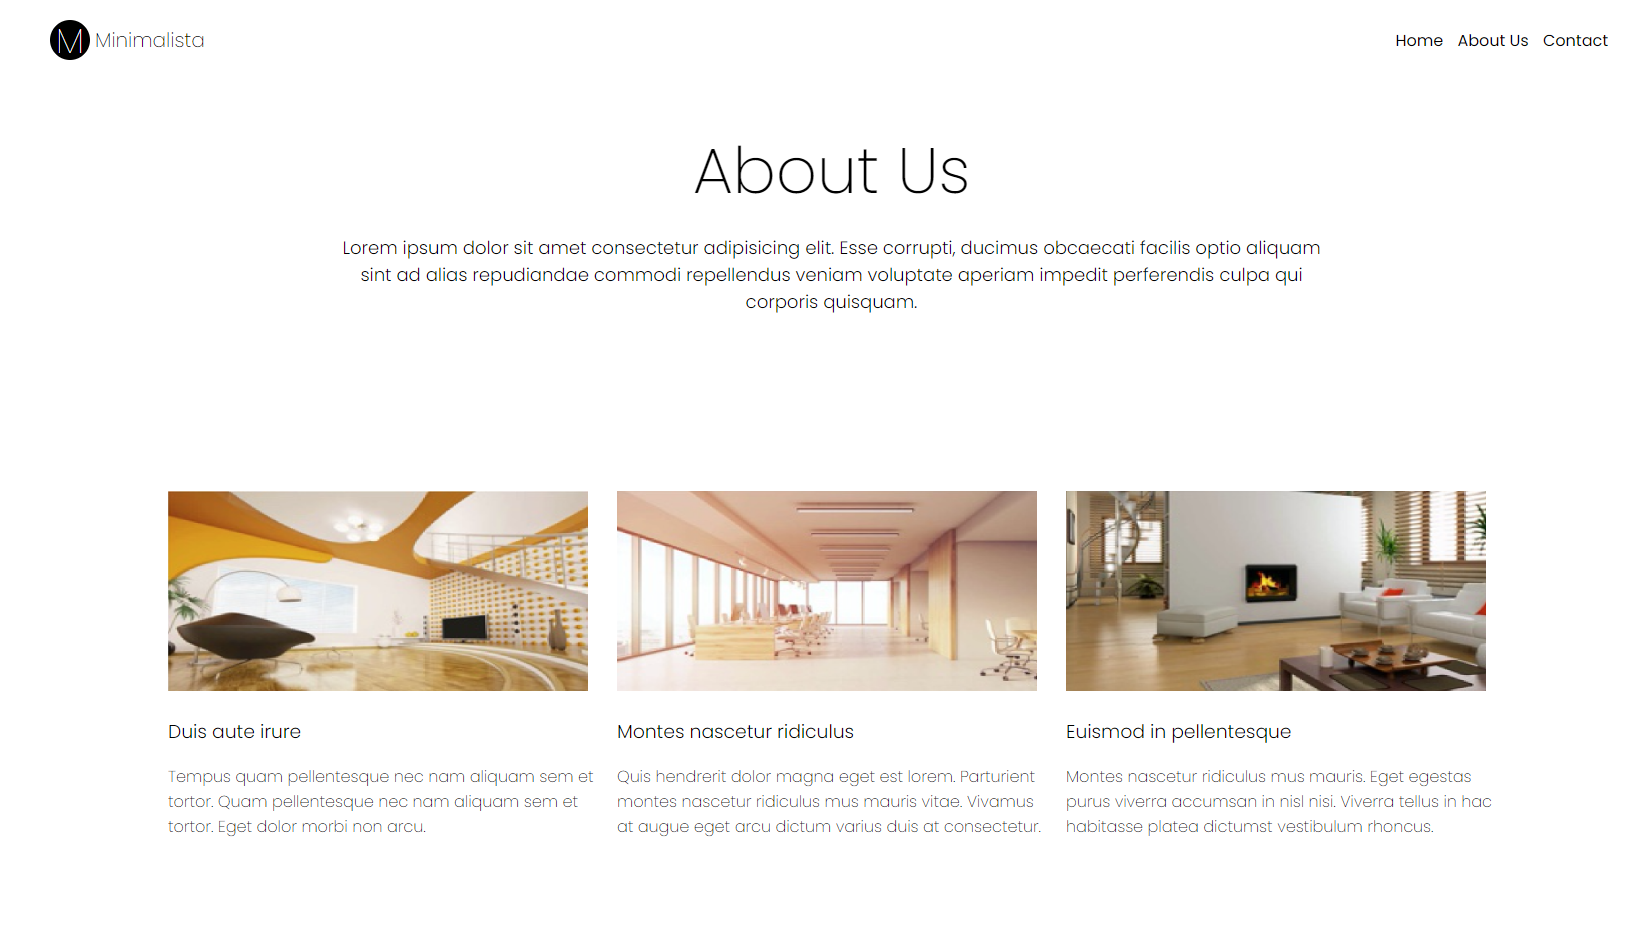 M Minimalista
Home About Us Contact
About Us
Lorem ipsum dolor sit amet consectetur adipisicing elit. Esse corrupti, ducimus obcaecati facilis optio aliquam
sint ad alias repudiandae commodi repellendus veniam voluptate aperiam impedit perferendis culpa qui
corporis quisquam.
Duis aute irure
Tempus quam pellentesque nec nam aliquam sem et
tortor. Quam pellentesque nec nam aliquam sem et
tortor. Eget dolor morbi non arcu.
Montes nascetur ridiculus
Quis hendrerit dolor magna eget est lorem. Parturient
montes nascetur ridiculus mus mauris vitae. Vivamus
at augue eget arcu dictum varius duis at consectetur.
Euismod in pellentesque
Montes nascetur ridiculus mus mauris. Eget egestas
purus viverra accumsan in nisl nisi. Viverra tellus in hac
habitasse platea dictumst vestibulum rhoncus.